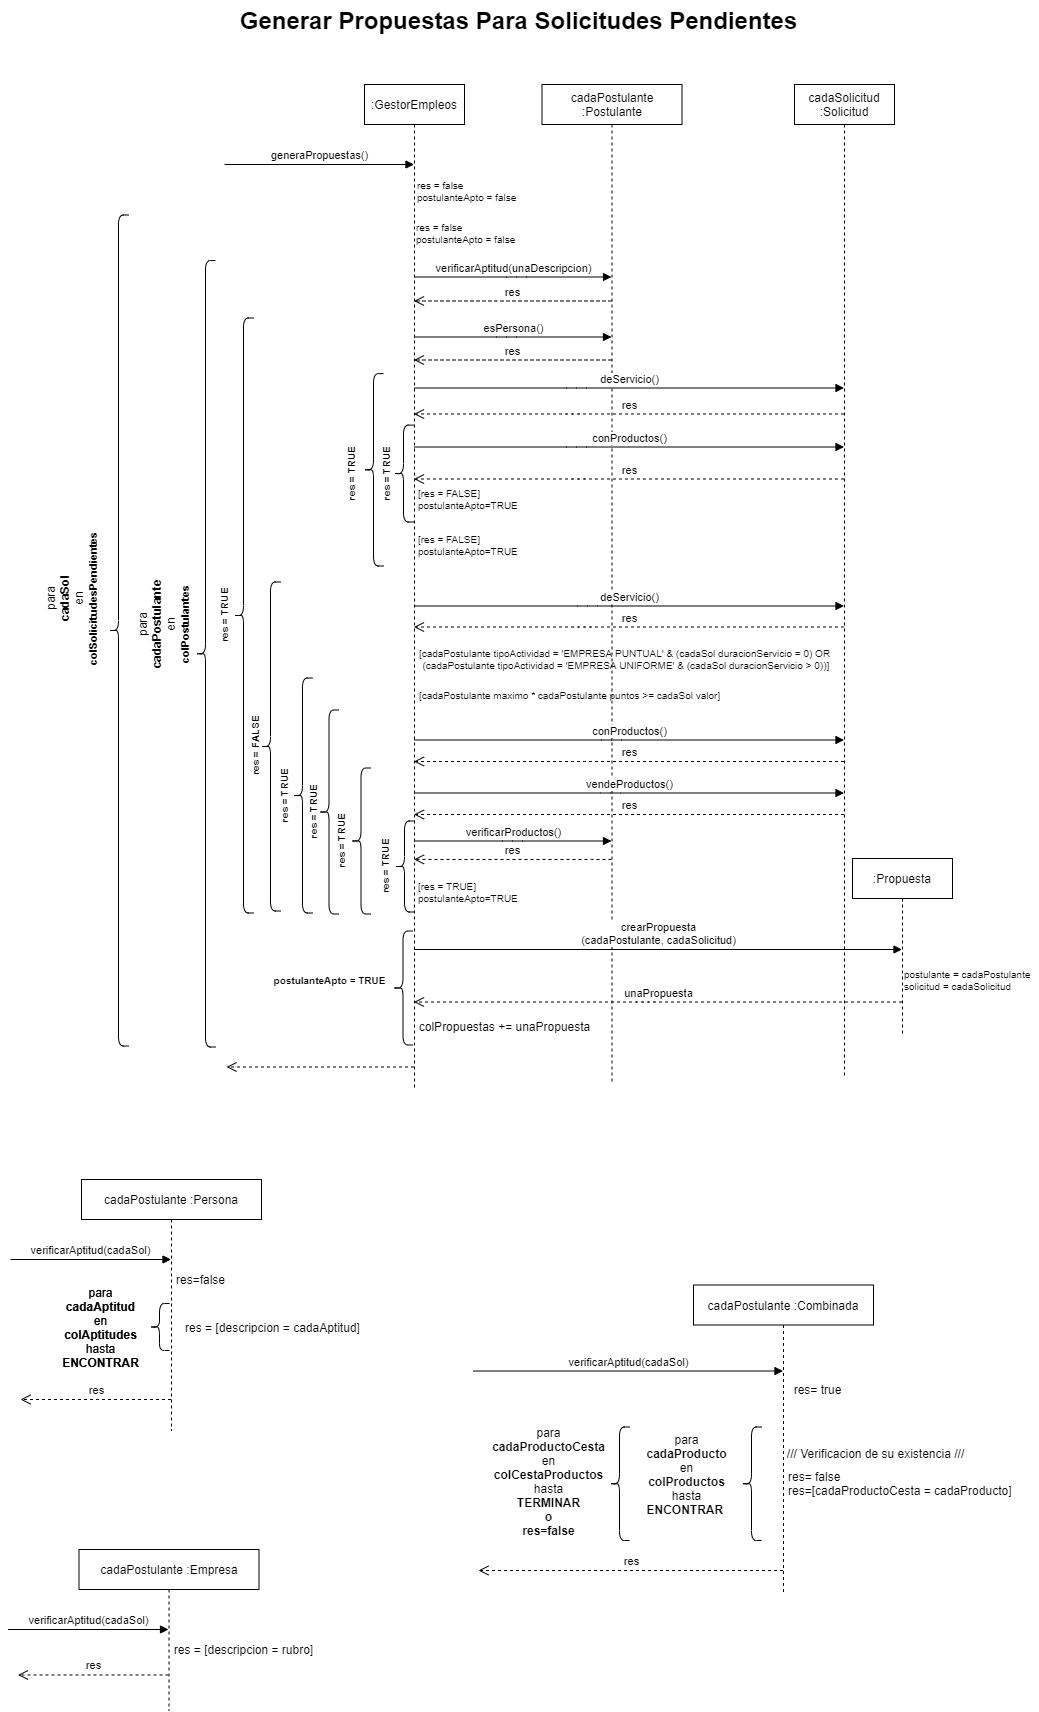 Generar Propuestas Para Solicitudes Pendientes
:GestorEmpleos
cadaPostulante
:Postulante
cadaSolicitud
:Solicitud
generaPropuestas()
res = false
postulanteApto = false
res = false
postulanteApto = false
verificarAptitud(unaDescripcion)
res
esPersona()
res
deServicio()
res
conProductos()
res
[res = FALSE]
postulanteApto=TRUE
[res = FALSE]
postulanteApto=TRUE
res = TRUE
res = TRUE
para
cadaSol
en
colSolicitudesPendientes
para
cadaPostulante
en
colPostulantes
res = TRUE
deServicio()
res
[cadaPostulante tipoActividad = 'EMPRESA PUNTUAL' & (cadaSol duracionServicio = 0) OR
(cadaPostulante tipoActividad = 'EMPRESA UNIFORME' & (cadaSol duracionServicio > 0))]
[cadaPostulante maximo * cadaPostulante puntos >= cadaSol valor]
conProductos()
res
res = FALSE
res = TRUE
res = TRUE
res = TRUE
res = TRUE
vendeProductos()
res
verificarProductos()
res
[res = TRUE]
postulanteApto=TRUE
:Propuesta
crearPropuesta
(cadaPostulante, cadaSolicitud)
postulanteApto = TRUE
postulante = cadaPostulante
solicitud = cadaSolicitud
unaPropuesta
colPropuestas += unaPropuesta
cadaPostulante :Persona
verificarAptitud(cadaSol)
res=false
para
cadaAptitud
en
colAptitudes
hasta
ENCONTRAR
res = [descripcion = cadaAptitud]
res
cadaPostulante :Combinada
verificarAptitud(cadaSol)
res= true
para
cadaProductoCesta
en
colCestaProductos
hasta
TERMINAR
o
res=false
para
cadaProducto
en
colProductos
hasta
ENCONTRAR
/// Verificacion de su existencia ///
res= false
res=[cadaProductoCesta = cadaProducto]
res
cadaPostulante :Empresa
verificarAptitud(cadaSol)
res = [descripcion = rubro]
res